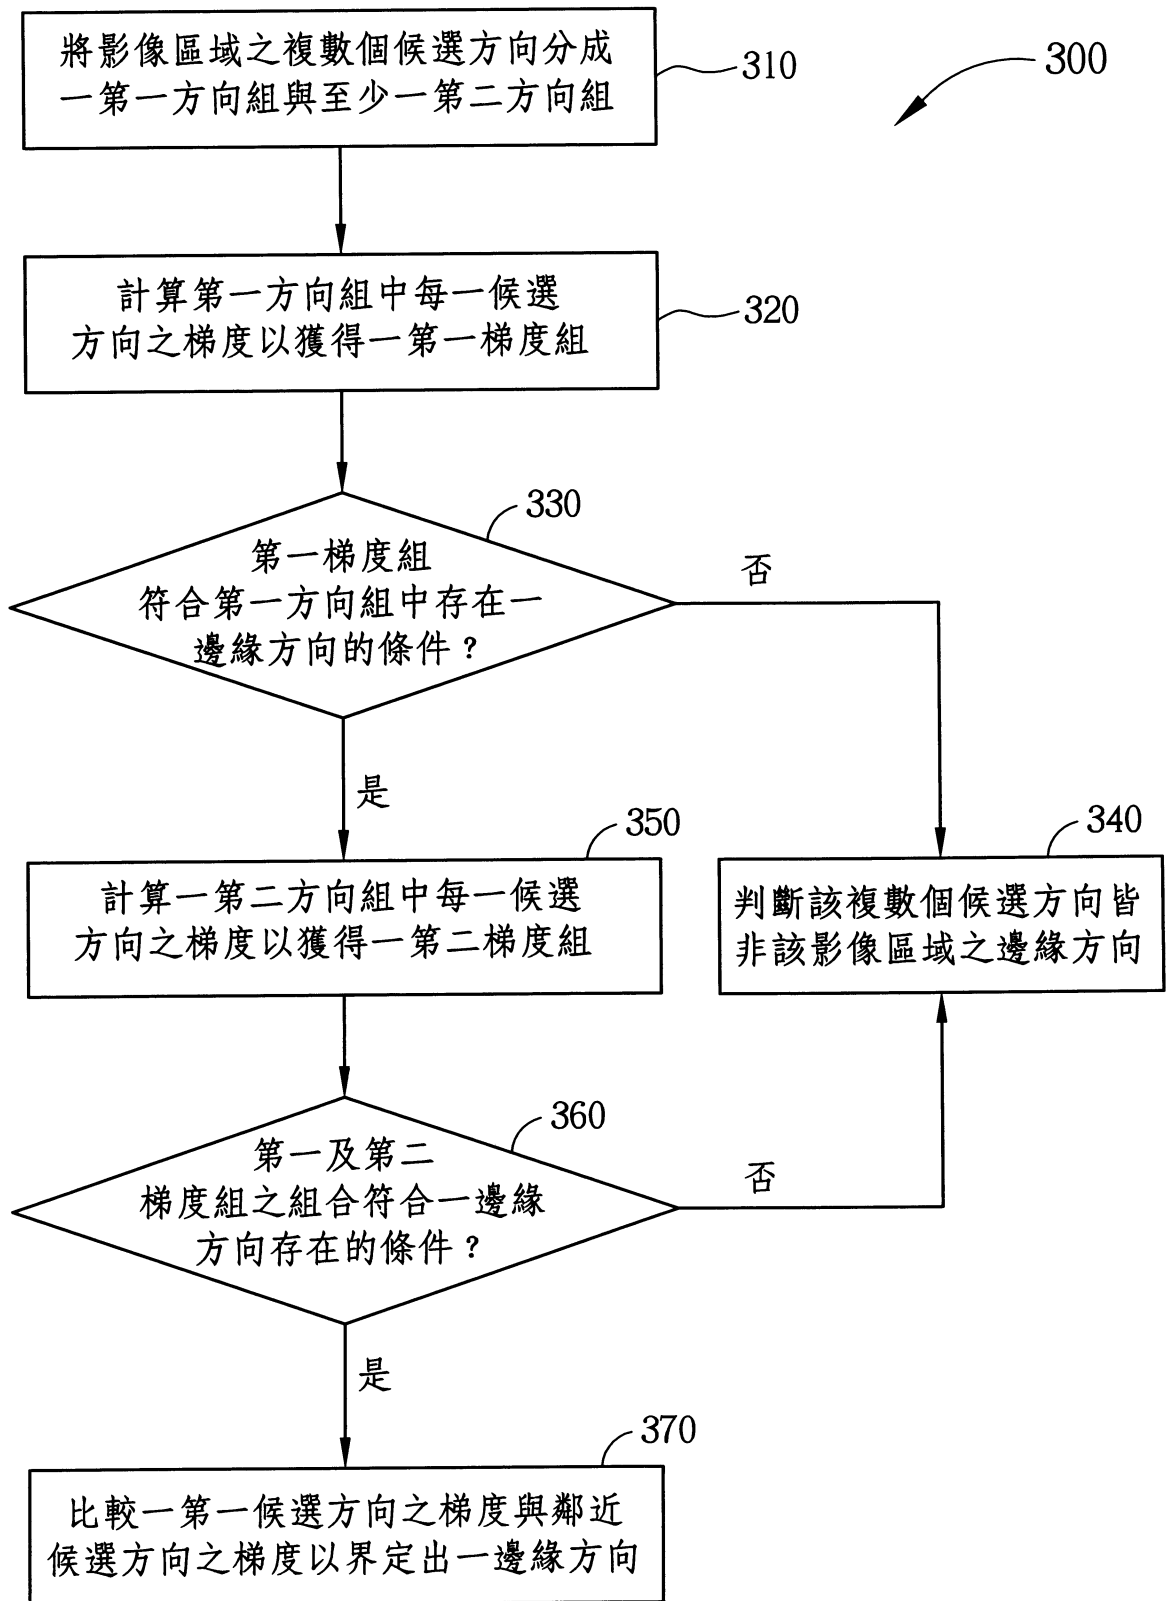 將影像區域之複數個候選方向分成
一第一方向組與至少一第二方向組
310
300
計算第一方向組中每一候選
方向之梯度以獲得一第一梯度組
320
330
第一梯度組
符合第一方向組中存在一
邊緣方向的條件？
否
是
350
計算一第二方向組中每一候選
方向之梯度以獲得一第二梯度組
340
判斷該複數個候選方向皆
非該影像區域之邊緣方向
360
第一及第二
梯度組之組合符合一邊緣
方向存在的條件？
否
是
370
比較一第一候選方向之梯度與鄰近
候選方向之梯度以界定出一邊緣方向